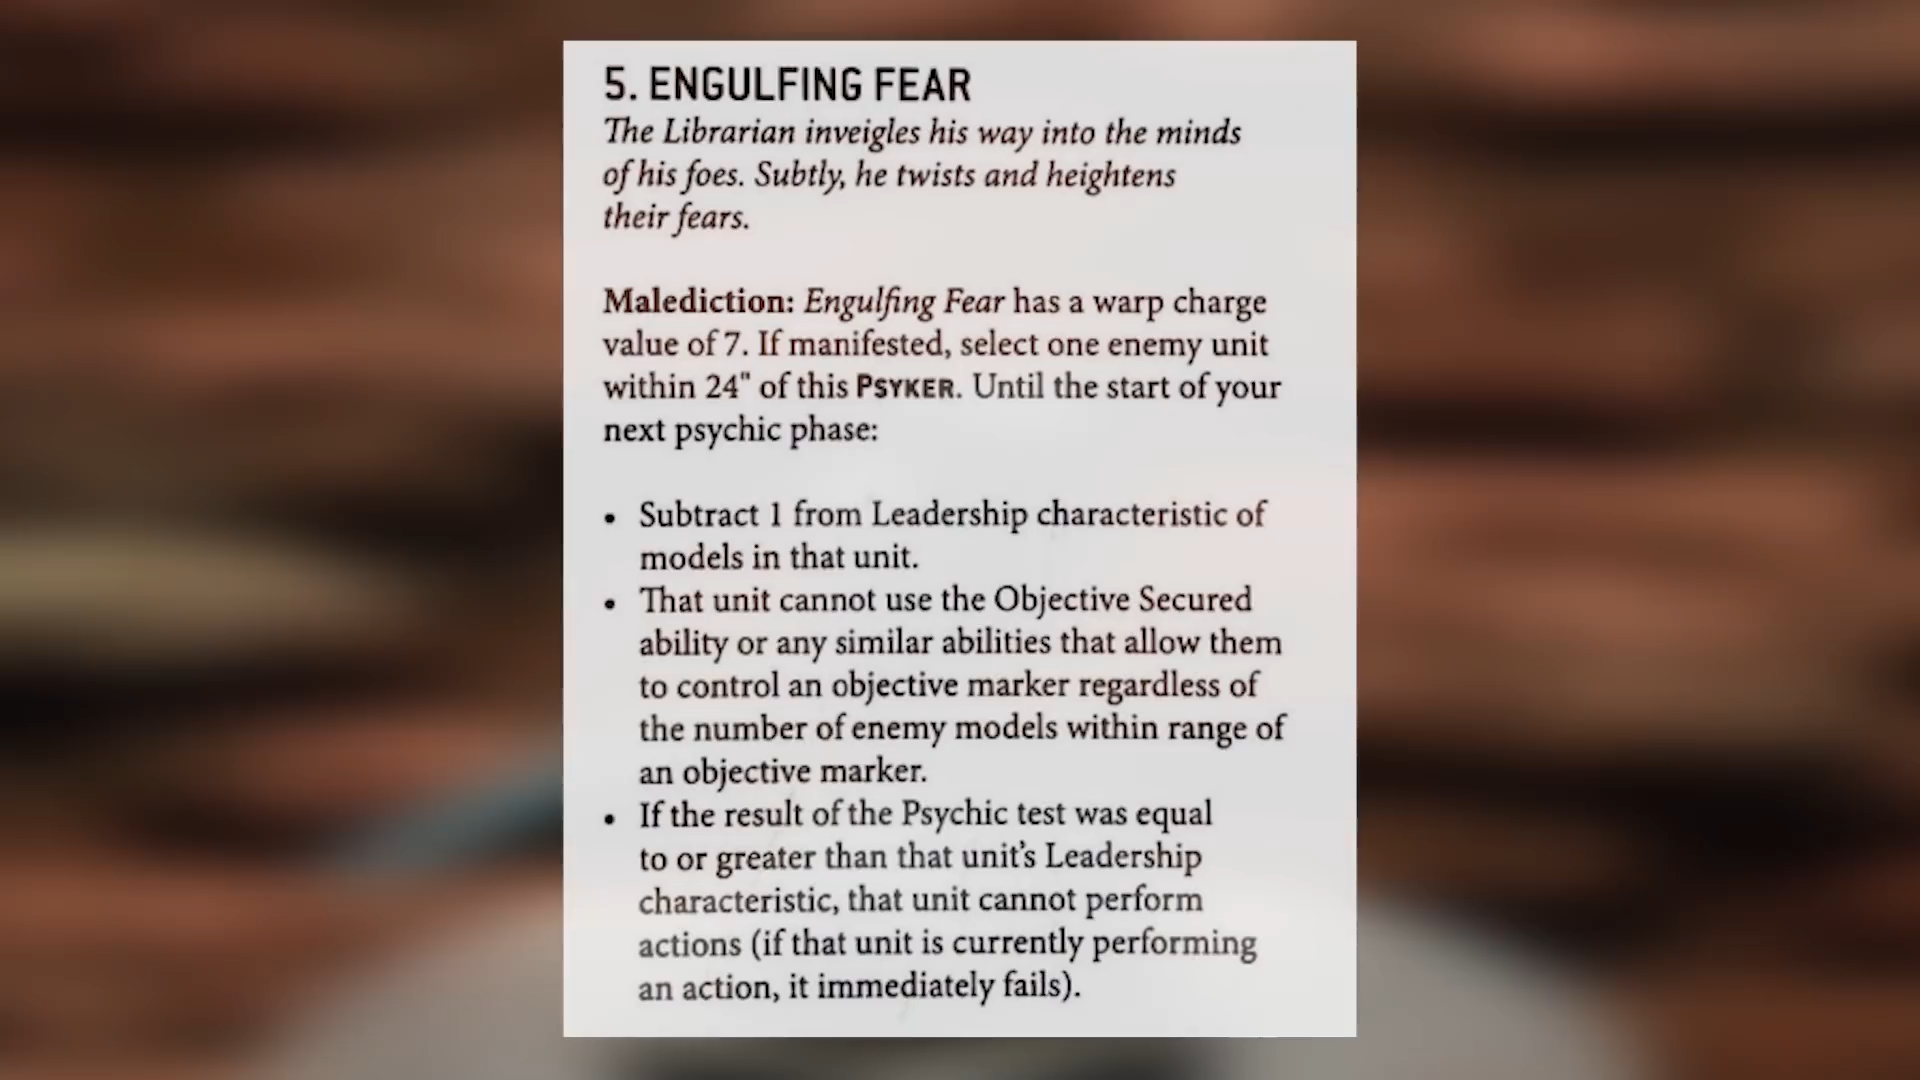 5. ENGULFING FEAR
The Librarian inveigles his way into the minds
of his foes. Subtly, he twists and heightens
their fears.
Malediction: Engulfing Fear has a warp charge
value of 7. If manifested, select one enemy unit
within 24" of this PSYKER. Until the start of your
next psychic phase:
• Subtract 1 from Leadership characteristic of
models in that unit.
• That unit cannot use the Objective Secured
ability or any similar abilities that allow them
to control an objective marker regardless of
the number of enemy models within range of
an objective marker.
• If the result of the Psychic test was equal
to or greater than that unit's Leadership
characteristic, that unit cannot perform
actions (if that unit is currently performing
an action, it immediately fails).